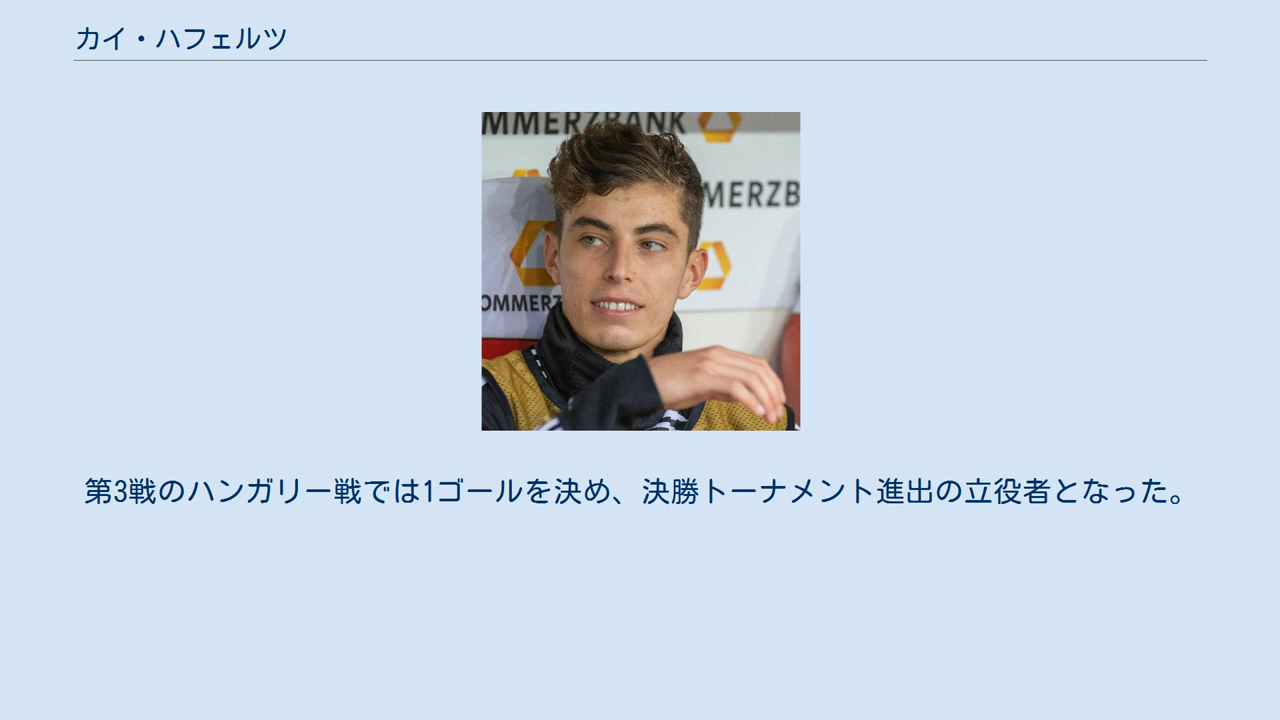 カイ・ハフェルツ
MMERZBANK
MERZB
OMMERZ
第3戦のハンガリー戦では1ゴールを決め、決勝トーナメント進出の立役者となった。